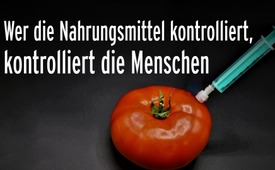 Wer die Nahrungsmittel kontrolliert,
kontrolliert die Menschen